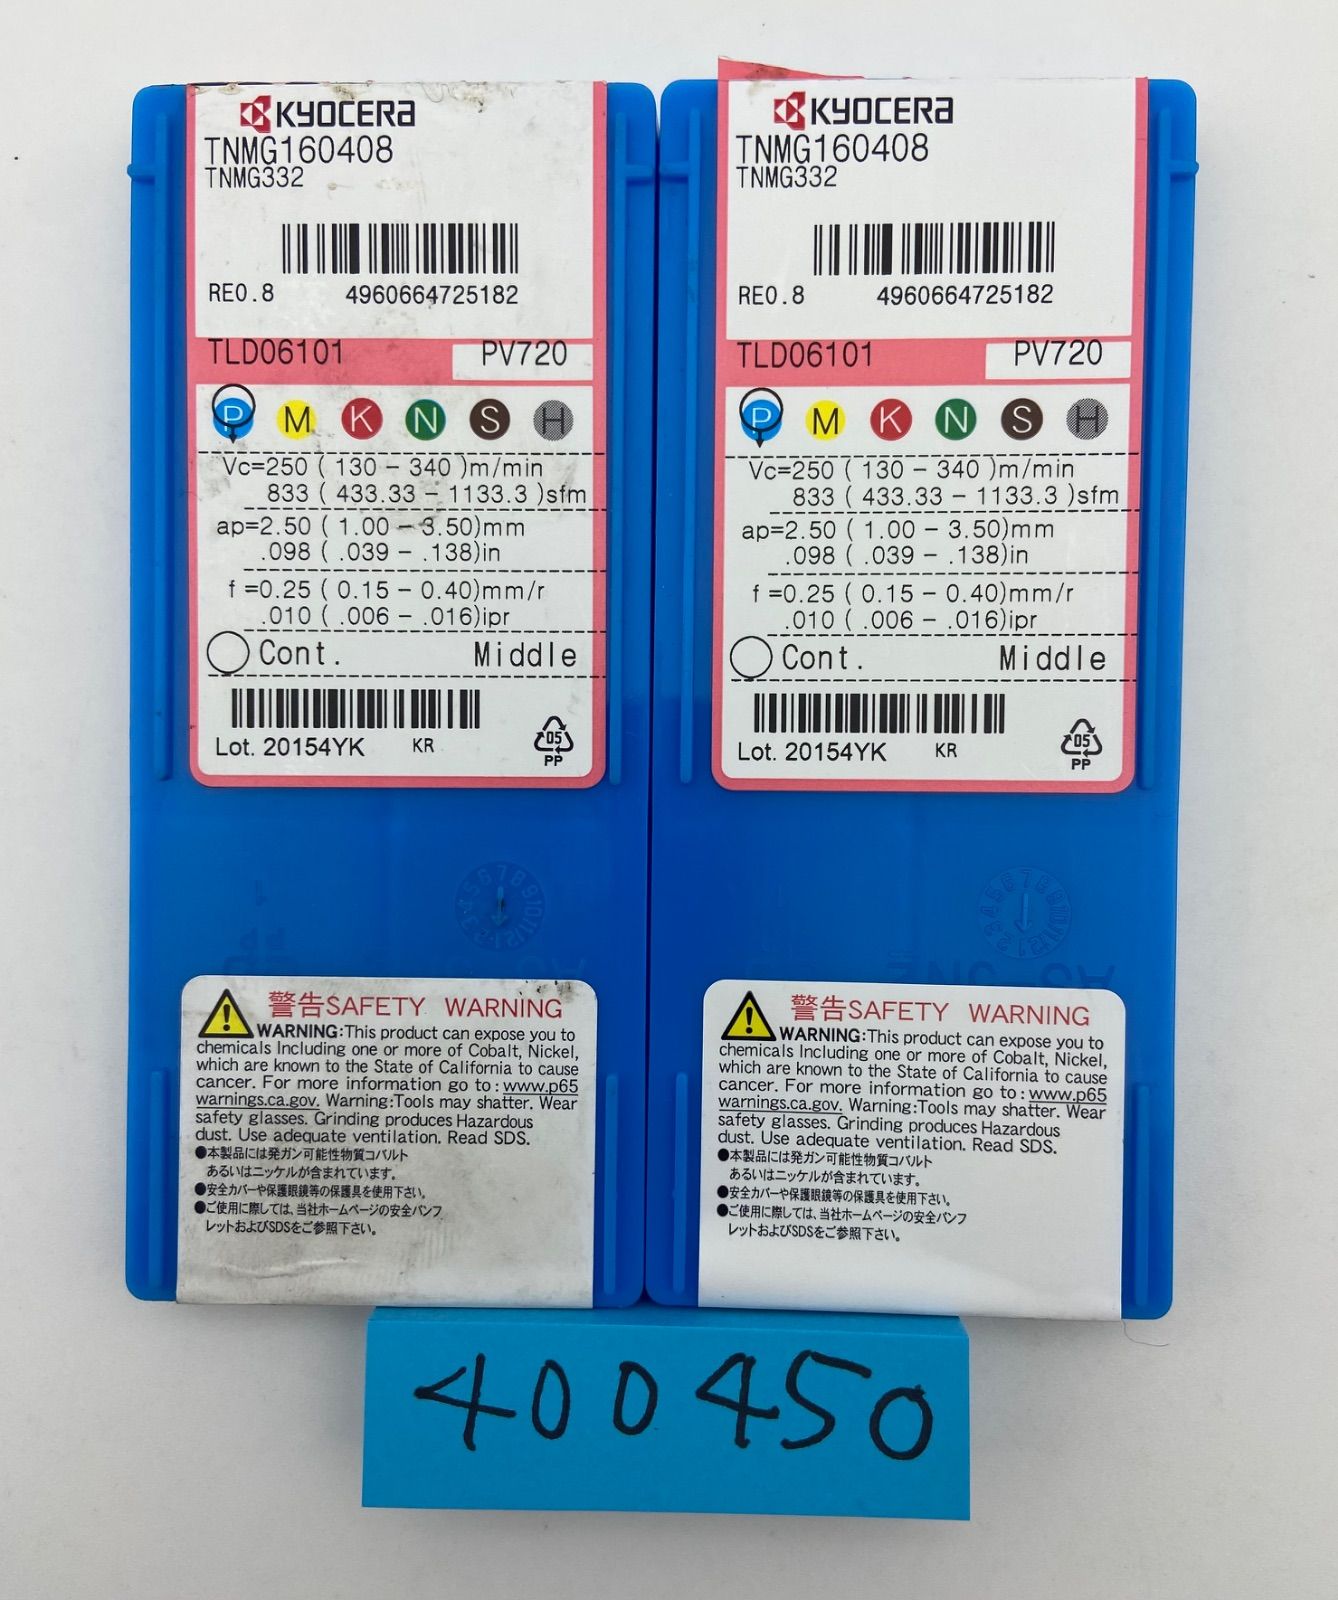 KYOCERA
TNMG160408
TNMG332
RE0.8 4960664725182
TLD06101 PV720
P M K N S H
Vc=250 ( 130 - 340 )m/min
833 ( 433.33 - 1133.3 )sfm
ap=2.50 ( 1.00 - 3.50)mm
.098 ( .039 - .138)in
f =0.25 ( 0.15 - 0.40)mm/r
.010 ( .006 - .016)ipr
Cont. Middle
Lot. 20154YK KR
05
PP
警告SAFETY WARNING
WARNING:This product can expose you to
chemicals Including one or more of Cobalt, Nickel,
which are known to the State of California to cause
cancer. For more information go to : www.p65
warnings.ca.gov. Warning:Tools may shatter. Wear
safety glasses. Grinding produces Hazardous
dust. Use adequate ventilation. Read SDS.
●本製品には発ガン可能性物質コバルト
あるいはニッケルが含まれています。
●安全カバーや保護眼鏡等の保護具を使用下さい。
●ご使用に際しては、当社ホームページの安全パンフ
レットおよびSDSをご参照下さい。
KYOCERA
TNMG160408
TNMG332
RE0.8 4960664725182
TLD06101 PV720
P M K N S H
Vc=250 ( 130 - 340 )m/min
833 ( 433.33 - 1133.3 )sfm
ap=2.50 ( 1.00 - 3.50)mm
.098 ( .039 - .138)in
f =0.25 ( 0.15 - 0.40)mm/r
.010 ( .006 - .016)ipr
Cont. Middle
Lot. 20154YK KR
05
PP
警告SAFETY WARNING
WARNING:This product can expose you to
chemicals Including one or more of Cobalt, Nickel,
which are known to the State of California to cause
cancer. For more information go to : www.p65
warnings.ca.gov. Warning:Tools may shatter. Wear
safety glasses. Grinding produces Hazardous
dust. Use adequate ventilation. Read SDS.
●本製品には発ガン可能性物質コバルト
あるいはニッケルが含まれています。
●安全カバーや保護眼鏡等の保護具を使用下さい。
●ご使用に際しては、当社ホームページの安全パンフ
レットおよびSDSをご参照下さい。
400450